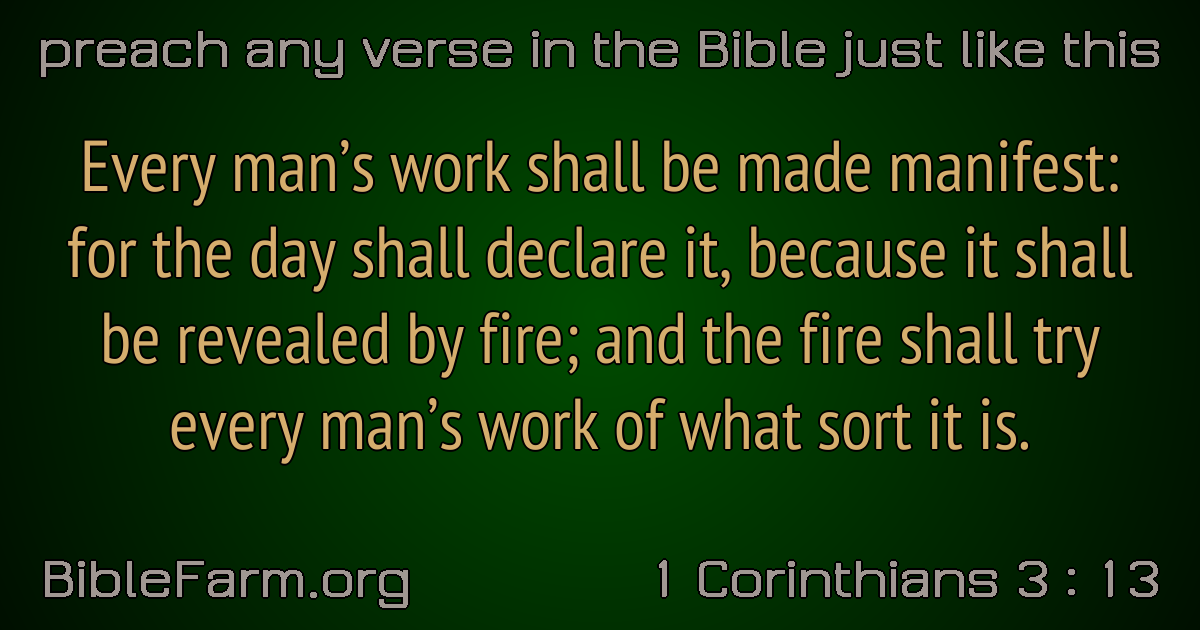 preach any verse in the Bible just like this
Every man’s work shall be made manifest:
for the day shall declare it, because it shall
be revealed by fire; and the fire shall try
every man’s work of what sort it is.
BibleFarm.org
1 Corinthians 3 : 13